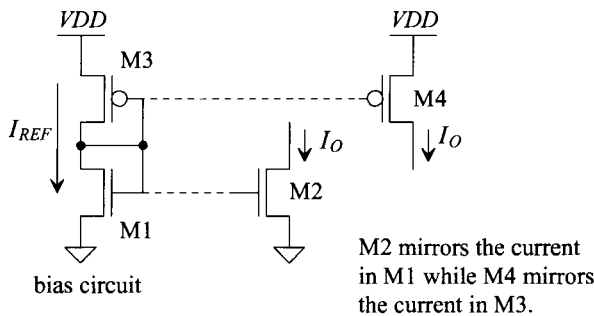 VDD
VDD
M3
M4
I_REF
I_O
I_O
M2
M1
bias circuit
M2 mirrors the current
in M1 while M4 mirrors
the current in M3.